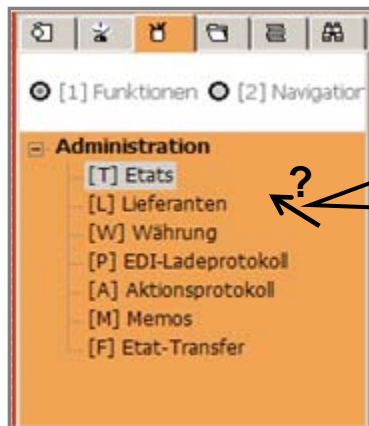 [1] Funktionen [2] Navigation
Administration
[T] Etats
?
[L] Lieferanten
[W] Währung
[P] EDI-Ladeprotokoll
[A] Aktionsprotokoll
[M] Memos
[F] Etat-Transfer